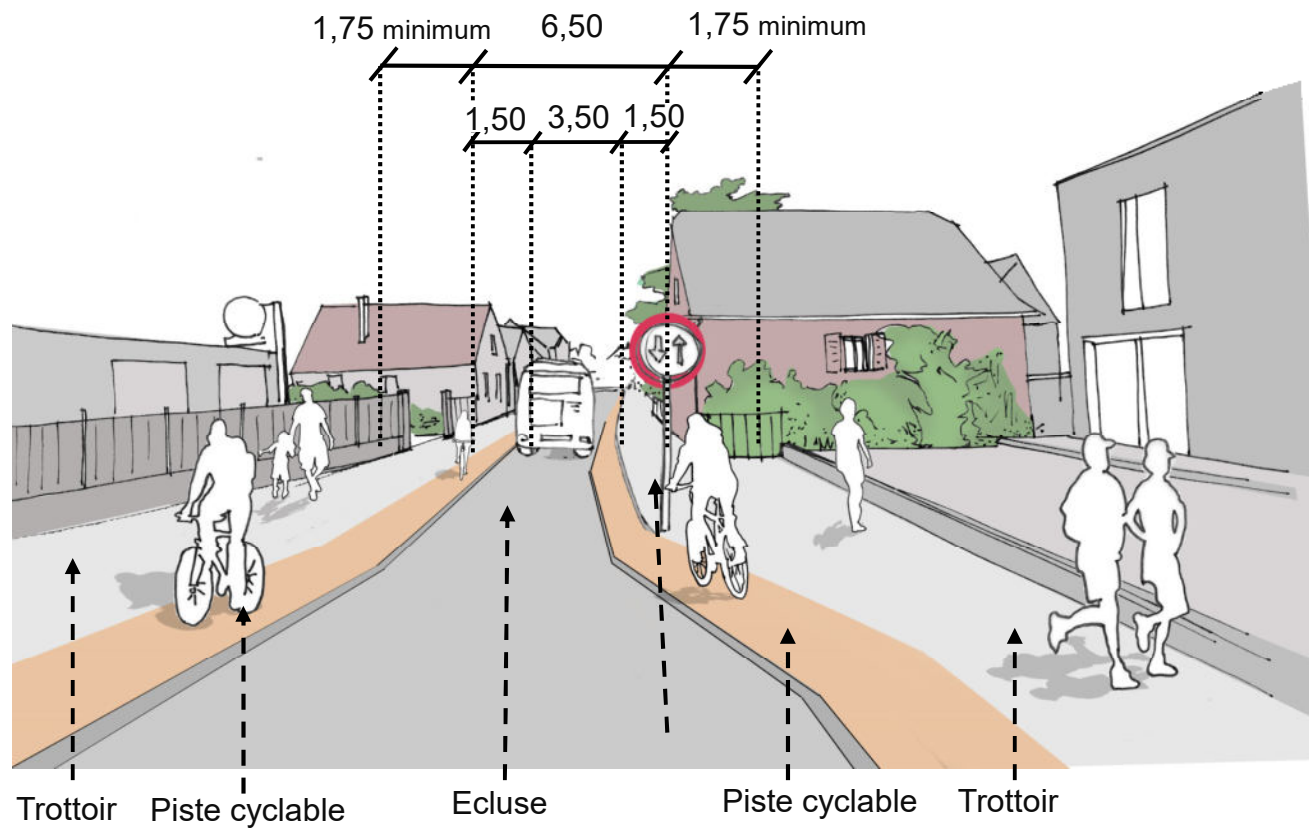 1,75 minimum 6,50 1,75 minimum
1,50 3,50 1,50
Trottoir Piste cyclable Ecluse Piste cyclable Trottoir